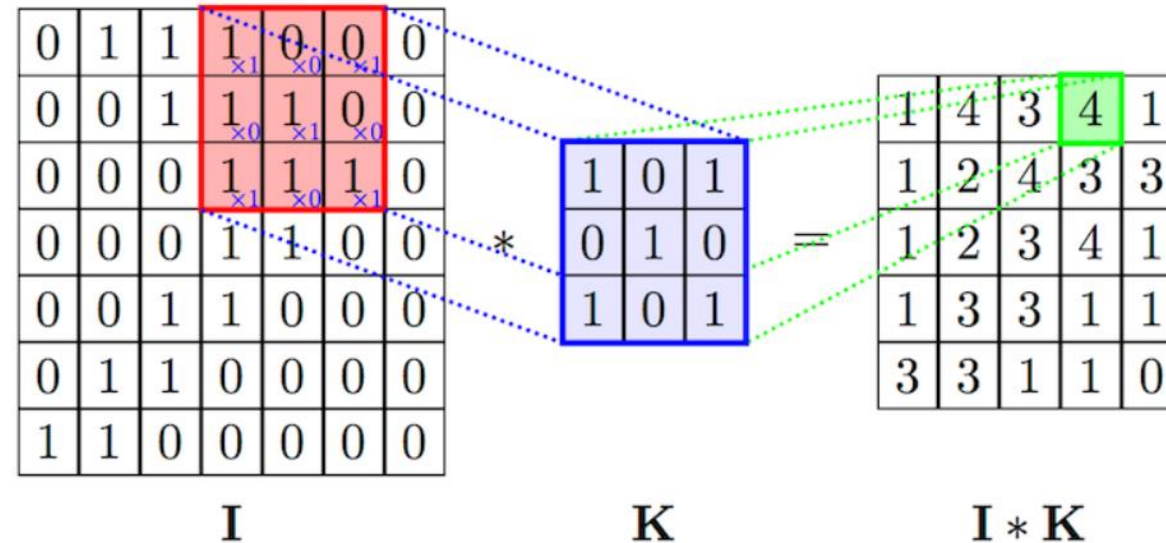 0 1 1 1 0 0 0
×1 ×0 ×1
0 0 1 1 1 0 0
×0 ×1 ×0
0 0 0 1 1 1 0
×1 ×0 ×1
0 0 0 1 1 0 0
0 0 1 1 0 0 0
0 1 1 0 0 0 0
1 1 0 0 0 0 0
I
*
1 0 1
0 1 0
1 0 1
K
=
1 4 3 4 1
1 2 4 3 3
1 2 3 4 1
1 3 3 1 1
3 3 1 1 0
I * K